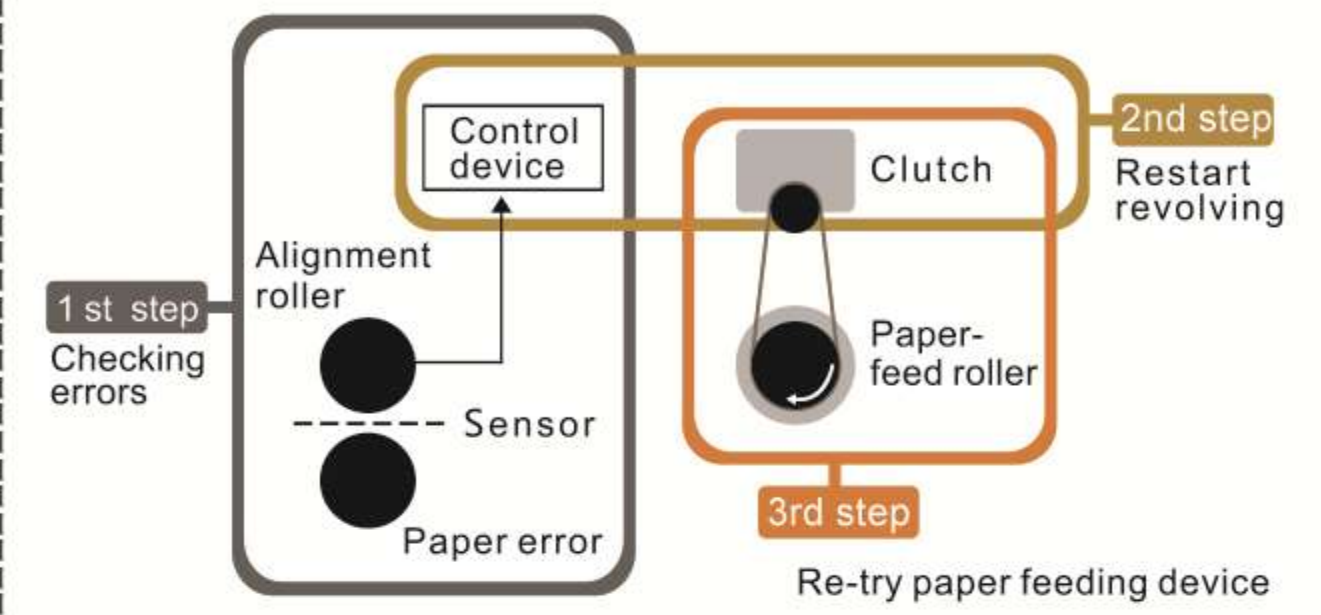 Control
device
Clutch
2nd step
Restart
revolving
Alignment
roller
1 st step
Checking
errors
Paper-
feed roller
Sensor
3rd step
Paper error
Re-try paper feeding device